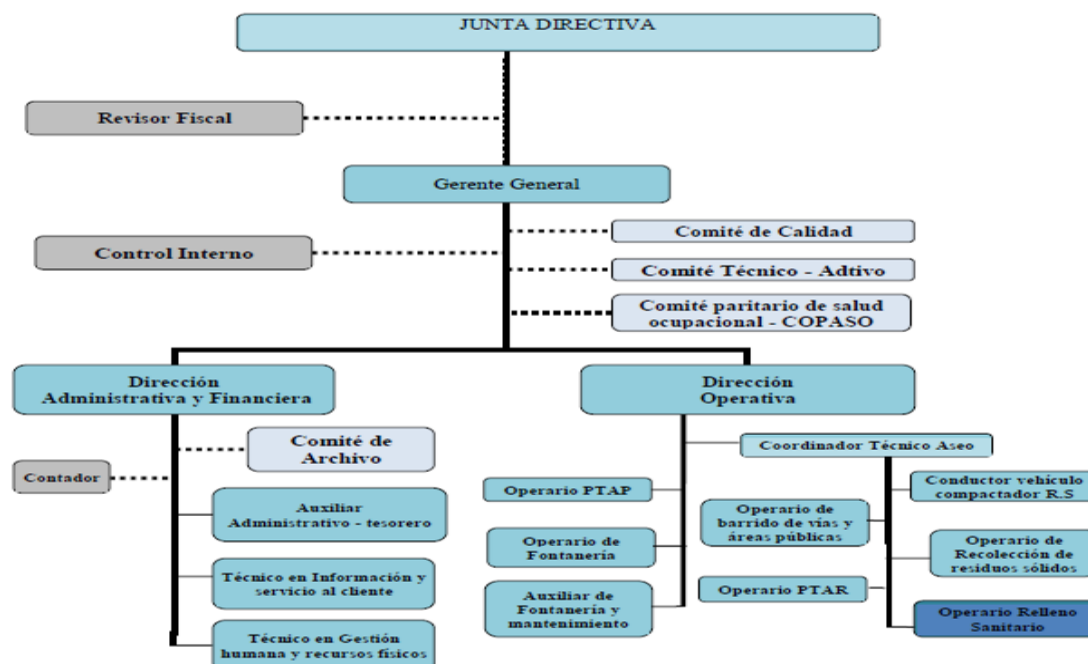 JUNTA DIRECTIVA
Revisor Fiscal
Gerente General
Control Interno
Comité de Calidad
Comité Técnico - Adtivo
Comité paritario de salud
ocupacional - COPASO
Dirección
Administrativa y Financiera
Comité de
Archivo
Contador
Auxiliar
Administrativo - tesorero
Técnico en Información y
servicio al cliente
Técnico en Gestión
humana y recursos físicos
Dirección
Operativa
Coordinador Técnico Aseo
Operario PTAP
Operario de
Fontanería
Auxiliar de
Fontanería y
mantenimiento
Conductor vehículo
compactador R.S
Operario de
barrido de vías y
áreas públicas
Operario de
Recolección de
residuos sólidos
Operario PTAR
Operario Relleno
Sanitario